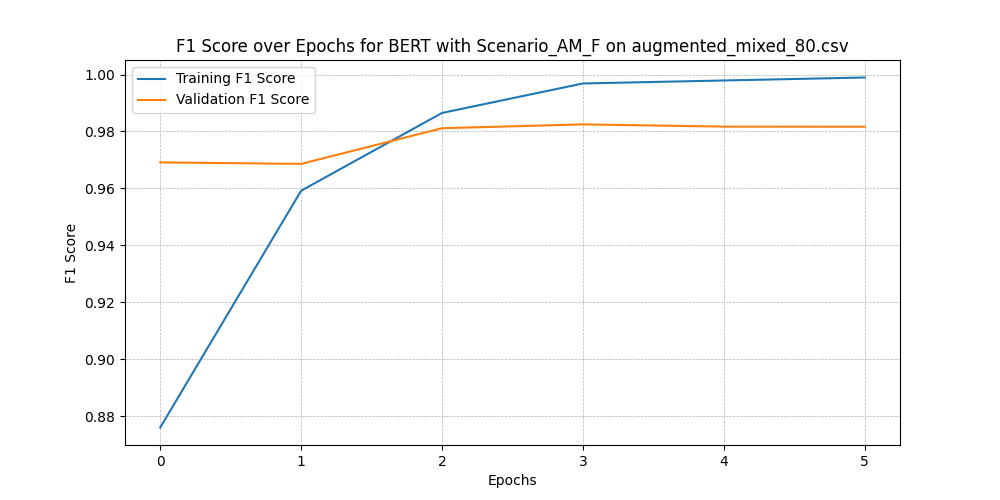 F1 Score over Epochs for BERT with Scenario_AM_F on augmented_mixed_80.csv
Training F1 Score
Validation F1 Score
1.00
0.98
0.96
0.94
0.92
0.90
0.88
F1 Score
0 1 2 3 4 5
Epochs